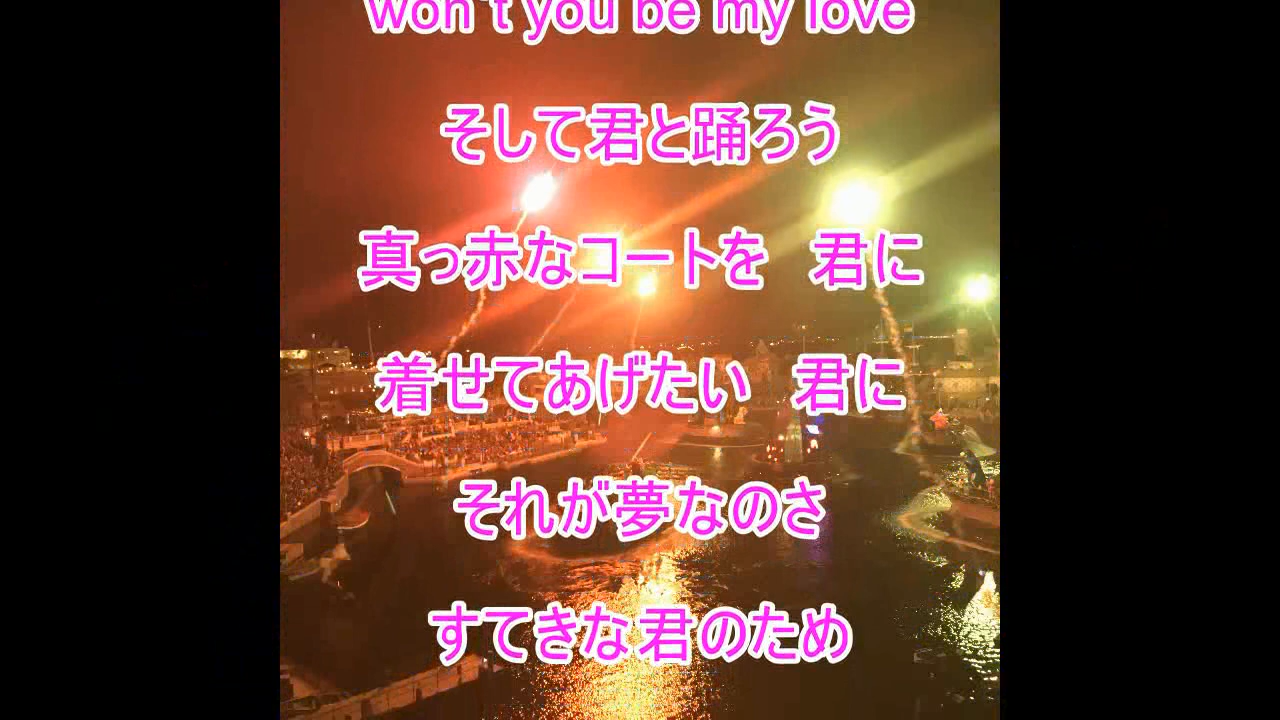 won't you be my love
そして君と踊ろう
真っ赤なコートを　君に
着せてあげたい　君に
それが夢なのさ
すてきな君のため